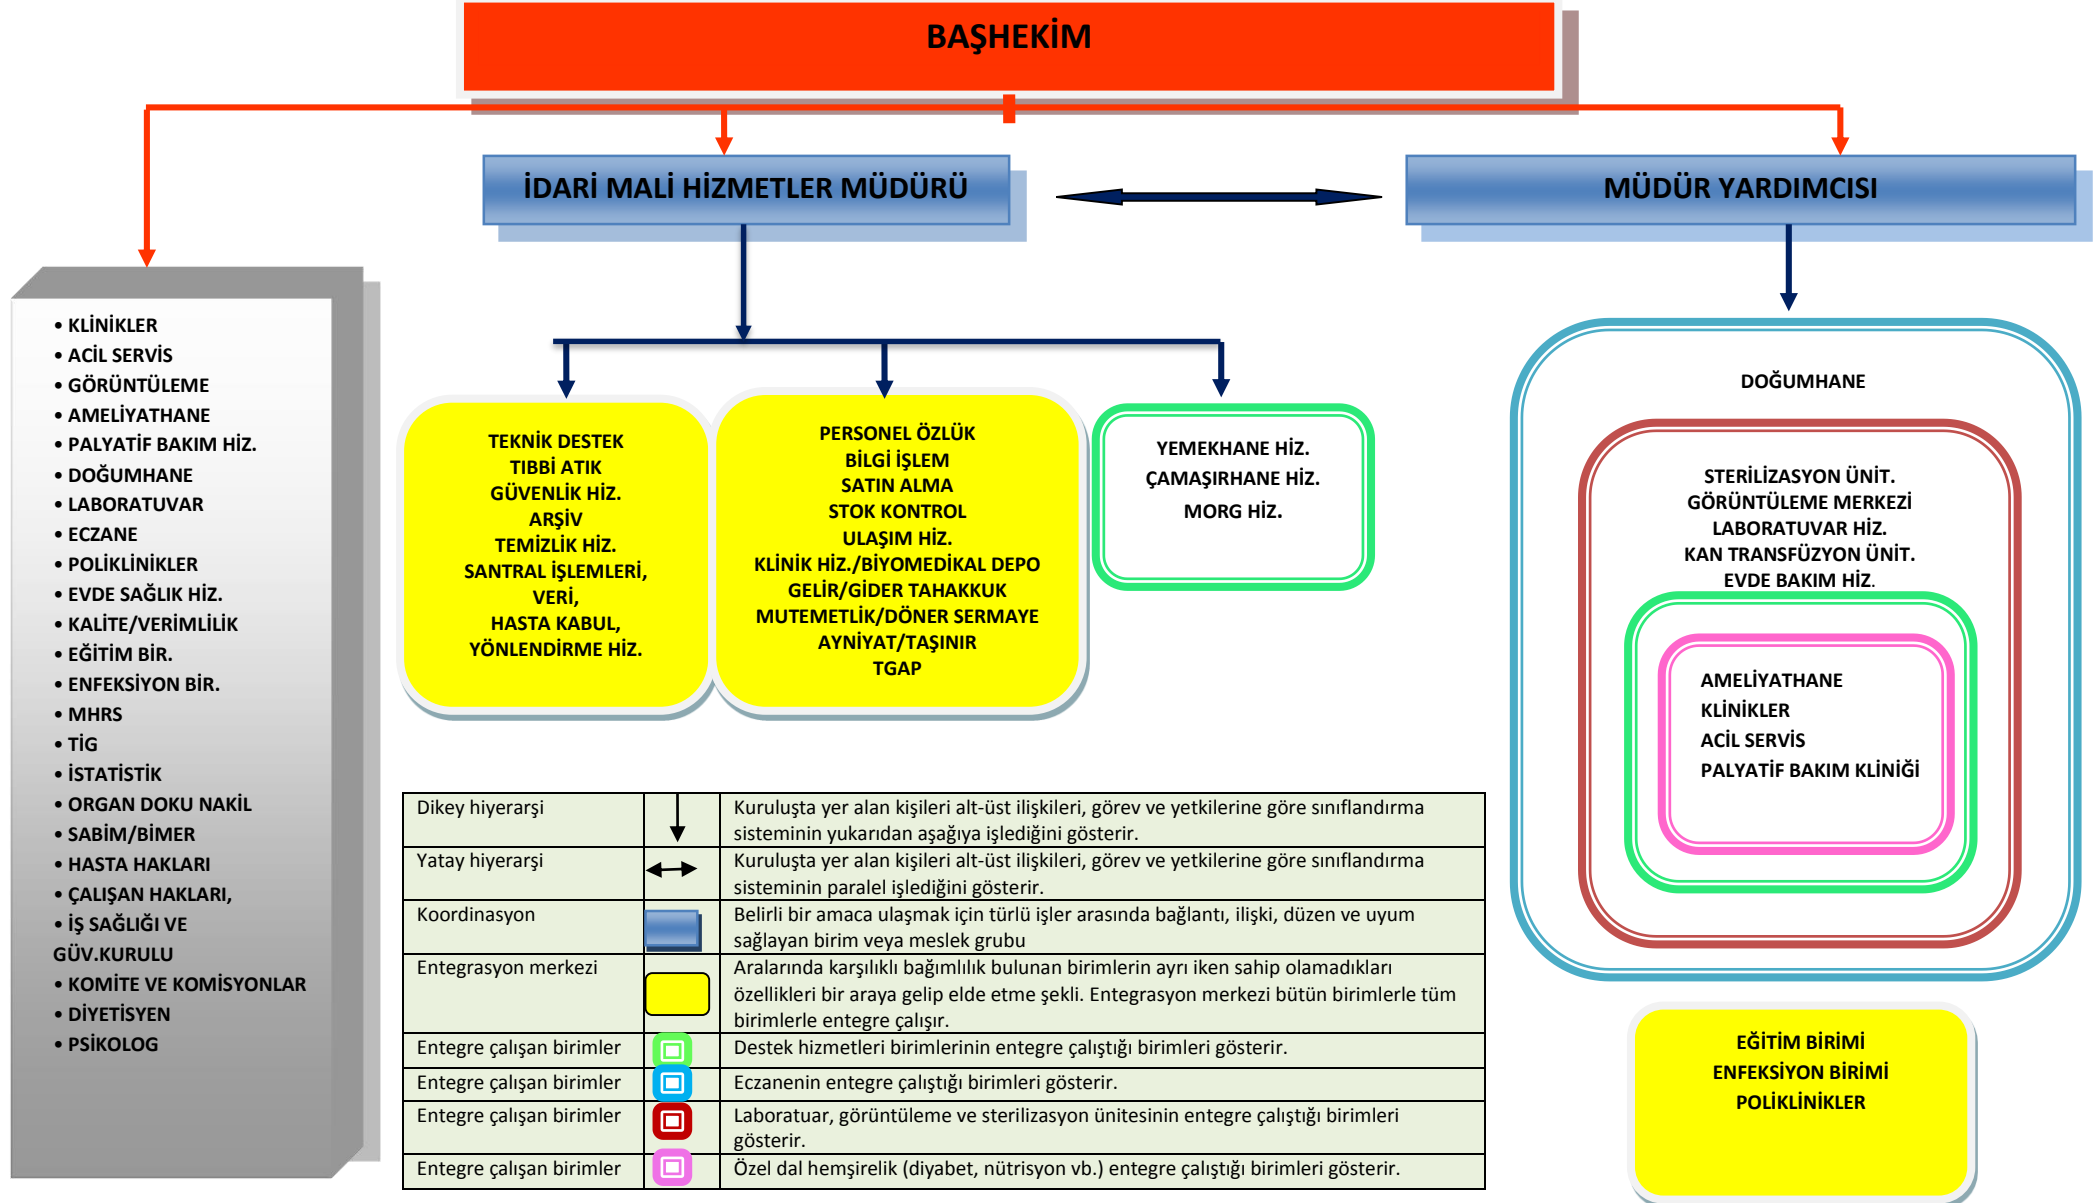 BAŞHEKİM
İDARİ MALİ HİZMETLER MÜDÜRÜ
MÜDÜR YARDIMCISI
• KLİNİKLER
• ACİL SERVİS
• GÖRÜNTÜLEME
• AMELİYATHANE
• PALYATİF BAKIM HİZ.
• DOĞUMHANE
• LABORATUVAR
• ECZANE
• POLİKLİNİKLER
• EVDE SAĞLIK HİZ.
• KALİTE/VERİMLİLİK
• EĞİTİM BİR.
• ENFEKSİYON BİR.
• MHRS
• TİG
• İSTATİSTİK
• ORGAN DOKU NAKİL
• SABİM/BİMER
• HASTA HAKLARI
• ÇALIŞAN HAKLARI,
• İŞ SAĞLIĞI VE
GÜV.KURULU
• KOMİTE VE KOMİSYONLAR
• DİYETİSYEN
• PSİKOLOG
TEKNİK DESTEK
TIBBİ ATIK
GÜVENLİK HİZ.
ARŞİV
TEMİZLİK HİZ.
SANTRAL İŞLEMLERİ,
VERİ,
HASTA KABUL,
YÖNLENDİRME HİZ.
PERSONEL ÖZLÜK
BİLGİ İŞLEM
SATIN ALMA
STOK KONTROL
ULAŞIM HİZ.
KLİNİK HİZ./BİYOMEDİKAL DEPO
GELİR/GİDER TAHAKKUK
MUTEMETLİK/DÖNER SERMAYE
AYNİYAT/TAŞINIR
TGAP
YEMEKHANE HİZ.
ÇAMAŞIRHANE HİZ.
MORG HİZ.
DOĞUMHANE
STERİLİZASYON ÜNİT.
GÖRÜNTÜLEME MERKEZİ
LABORATUVAR HİZ.
KAN TRANSFÜZYON ÜNİT.
EVDE BAKIM HİZ.
AMELİYATHANE
KLİNİKLER
ACİL SERVİS
PALYATİF BAKIM KLİNİĞİ
EĞİTİM BİRİMİ
ENFEKSİYON BİRİMİ
POLİKLİNİKLER
Dikey hiyerarşi
Kuruluşta yer alan kişileri alt-üst ilişkileri, görev ve yetkilerine göre sınıflandırma
sisteminin yukarıdan aşağıya işlediğini gösterir.
Yatay hiyerarşi
Kuruluşta yer alan kişileri alt-üst ilişkileri, görev ve yetkilerine göre sınıflandırma
sisteminin paralel işlediğini gösterir.
Koordinasyon
Belirli bir amaca ulaşmak için türlü işler arasında bağlantı, ilişki, düzen ve uyum
sağlayan birim veya meslek grubu
Entegrasyon merkezi
Aralarında karşılıklı bağımlılık bulunan birimlerin ayrı iken sahip olamadıkları
özellikleri bir araya gelip elde etme şekli. Entegrasyon merkezi bütün birimlerle tüm
birimlerle entegre çalışır.
Entegre çalışan birimler
Destek hizmetleri birimlerinin entegre çalıştığı birimleri gösterir.
Entegre çalışan birimler
Eczanenin entegre çalıştığı birimleri gösterir.
Entegre çalışan birimler
Laboratuar, görüntüleme ve sterilizasyon ünitesinin entegre çalıştığı birimleri
gösterir.
Entegre çalışan birimler
Özel dal hemşirelik (diyabet, nütrisyon vb.) entegre çalıştığı birimleri gösterir.